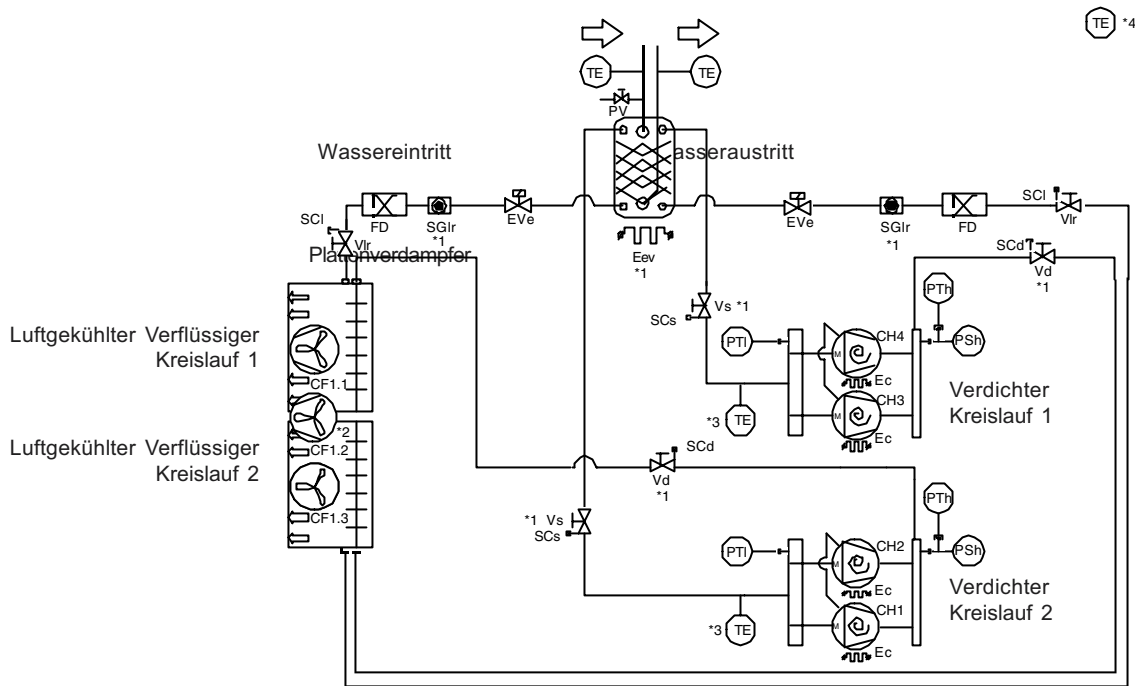 TE *4
TE
TE
PV
Wassereintritt
asseraustritt
SCl
FD
SGlr
*1
EVe
EVe
SGlr
*1
FD
SCl
Vlr
Vlr
Plattenverdampfer
Eev
*1
SCd
Vd
*1
Vs *1
SCs
PTh
PTl
PSh
M
CH4
Ec
M
CH3
Ec
*3 TE
Luftgekühlter Verflüssiger
Kreislauf 1
CF1.1
*2
CF1.2
Luftgekühlter Verflüssiger
Kreislauf 2
CF1.3
Verdichter
Kreislauf 1
SCd
Vd
*1
*1 Vs
SCs
PTh
PTl
PSh
M
CH2
Ec
M
CH1
Ec
*3 TE
Verdichter
Kreislauf 2